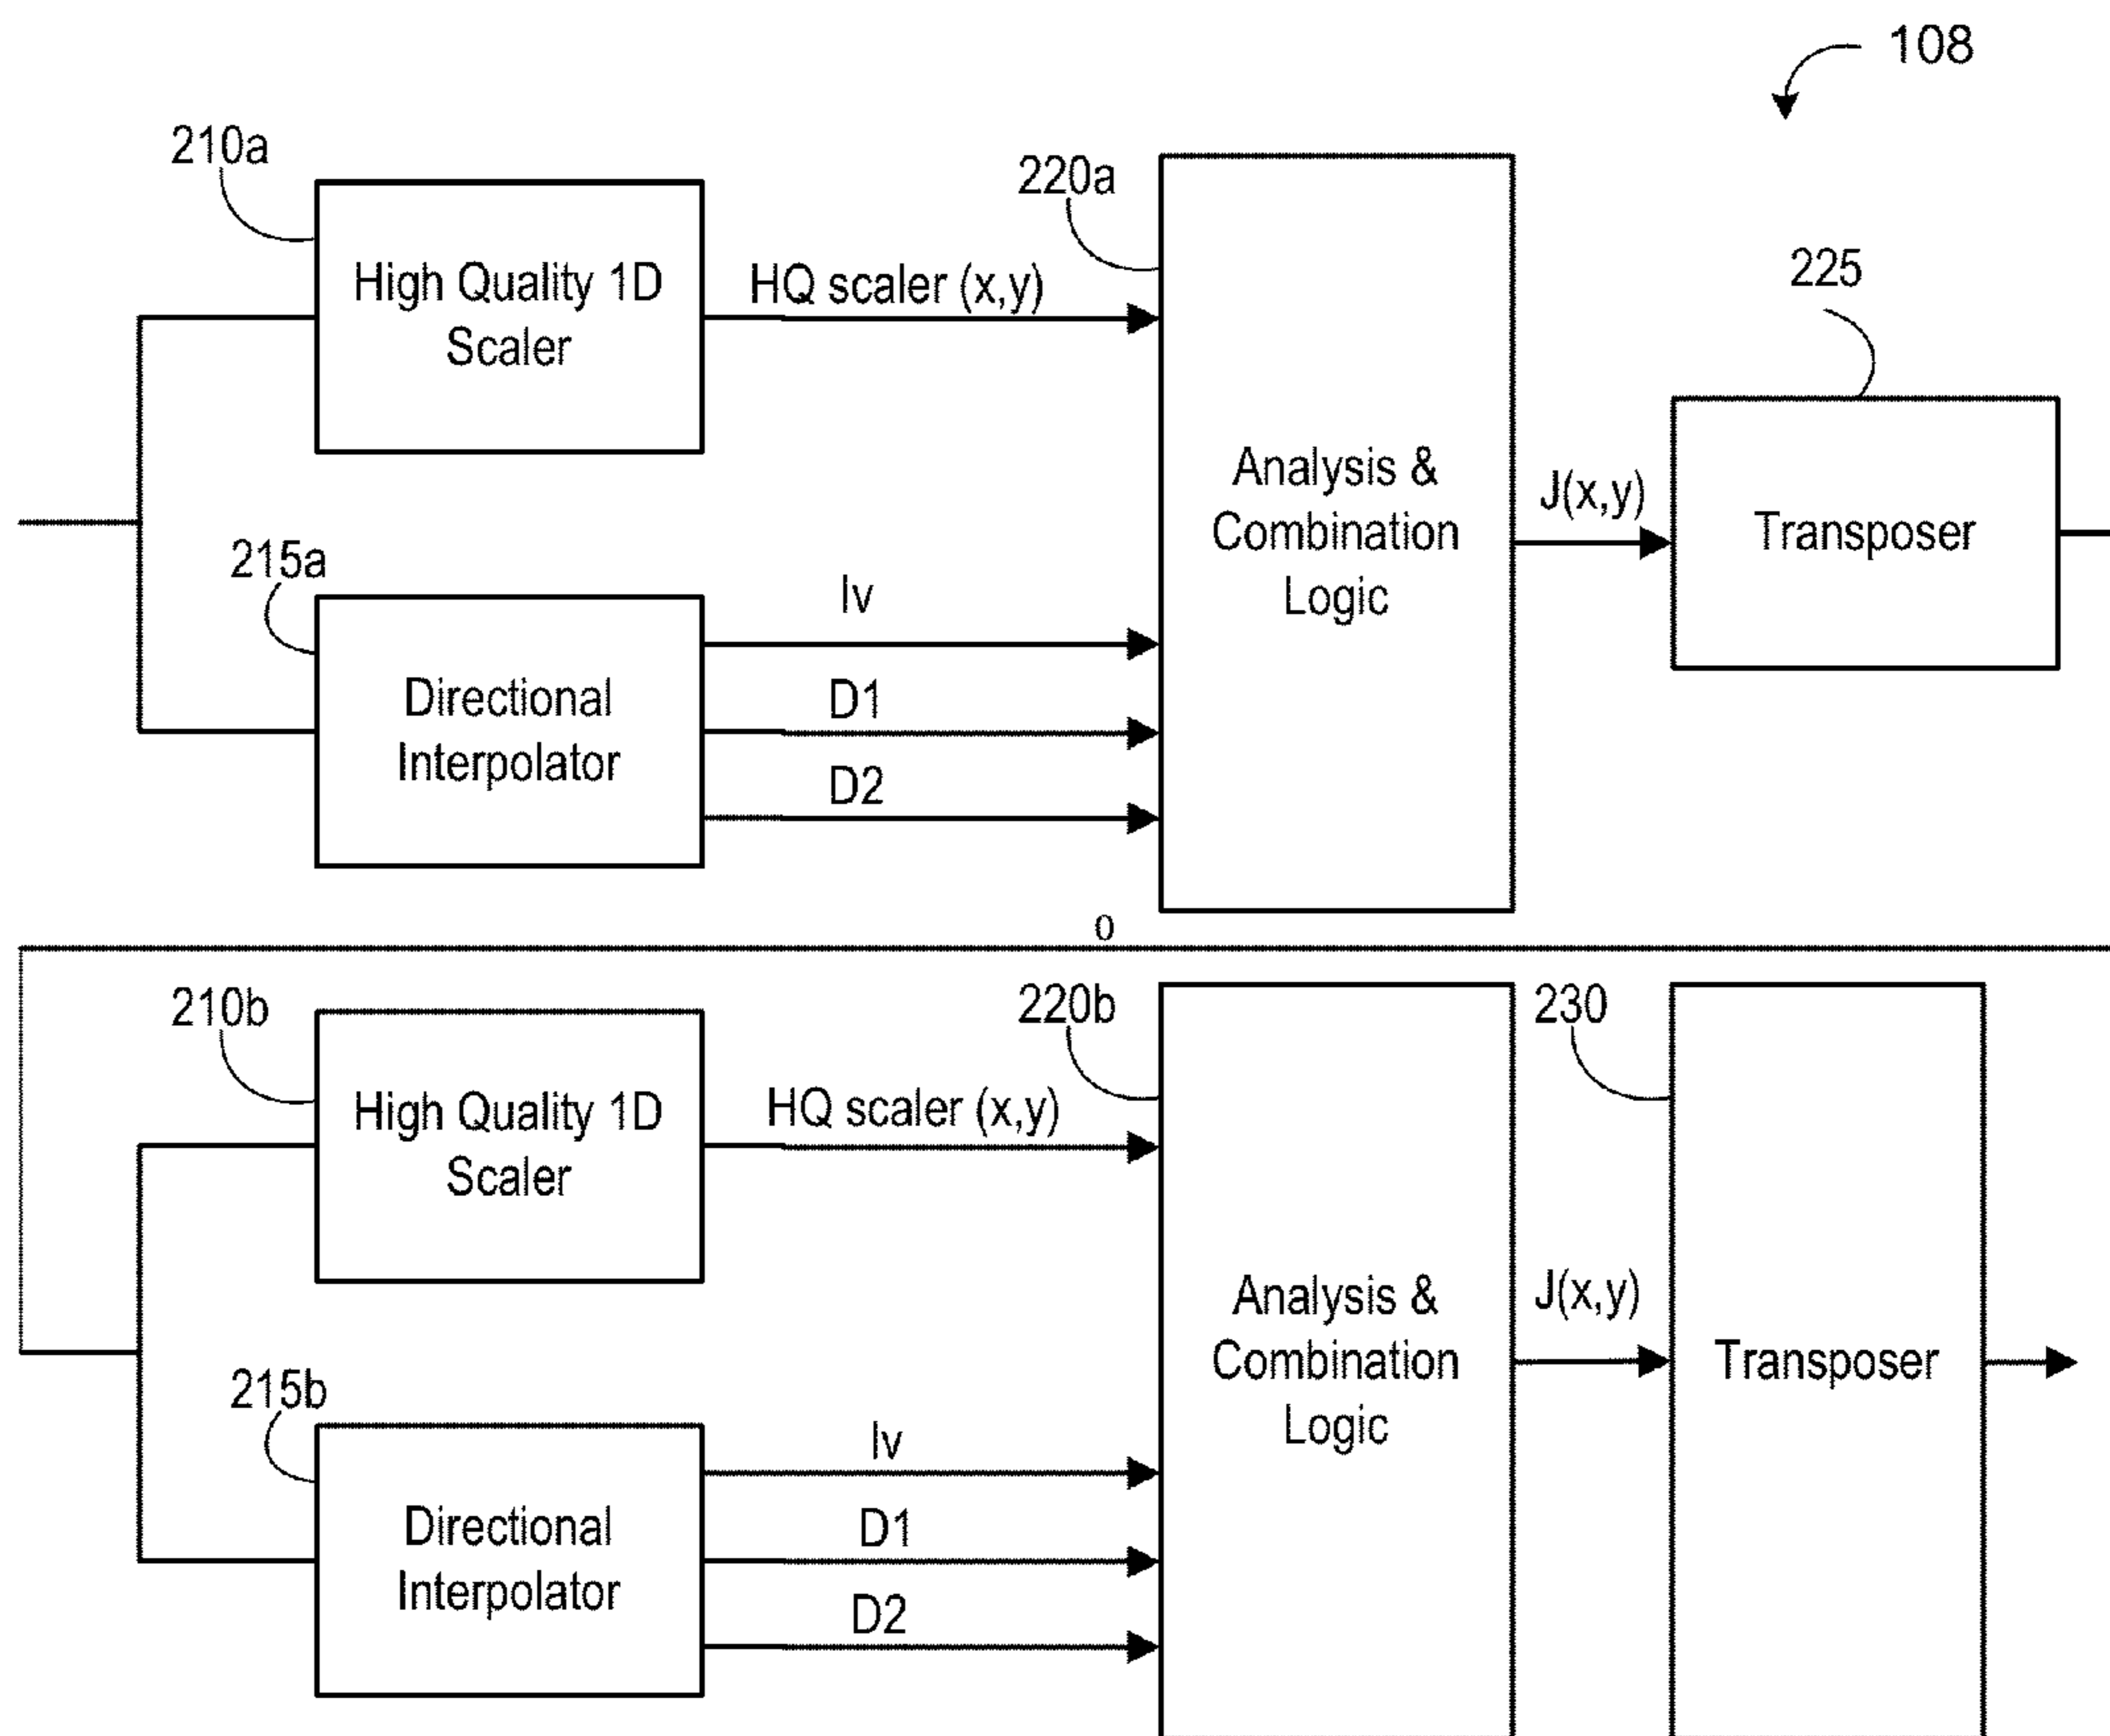 108
210a
220a
High Quality 1D
Scaler
HQ scaler (x,y)
225
Analysis &
Combination
Logic
J(x,y)
Transposer
215a
Directional
Interpolator
Iv
D1
D2
0
210b
220b
230
High Quality 1D
Scaler
HQ scaler (x,y)
Analysis &
Combination
Logic
J(x,y)
Transposer
215b
Directional
Interpolator
Iv
D1
D2